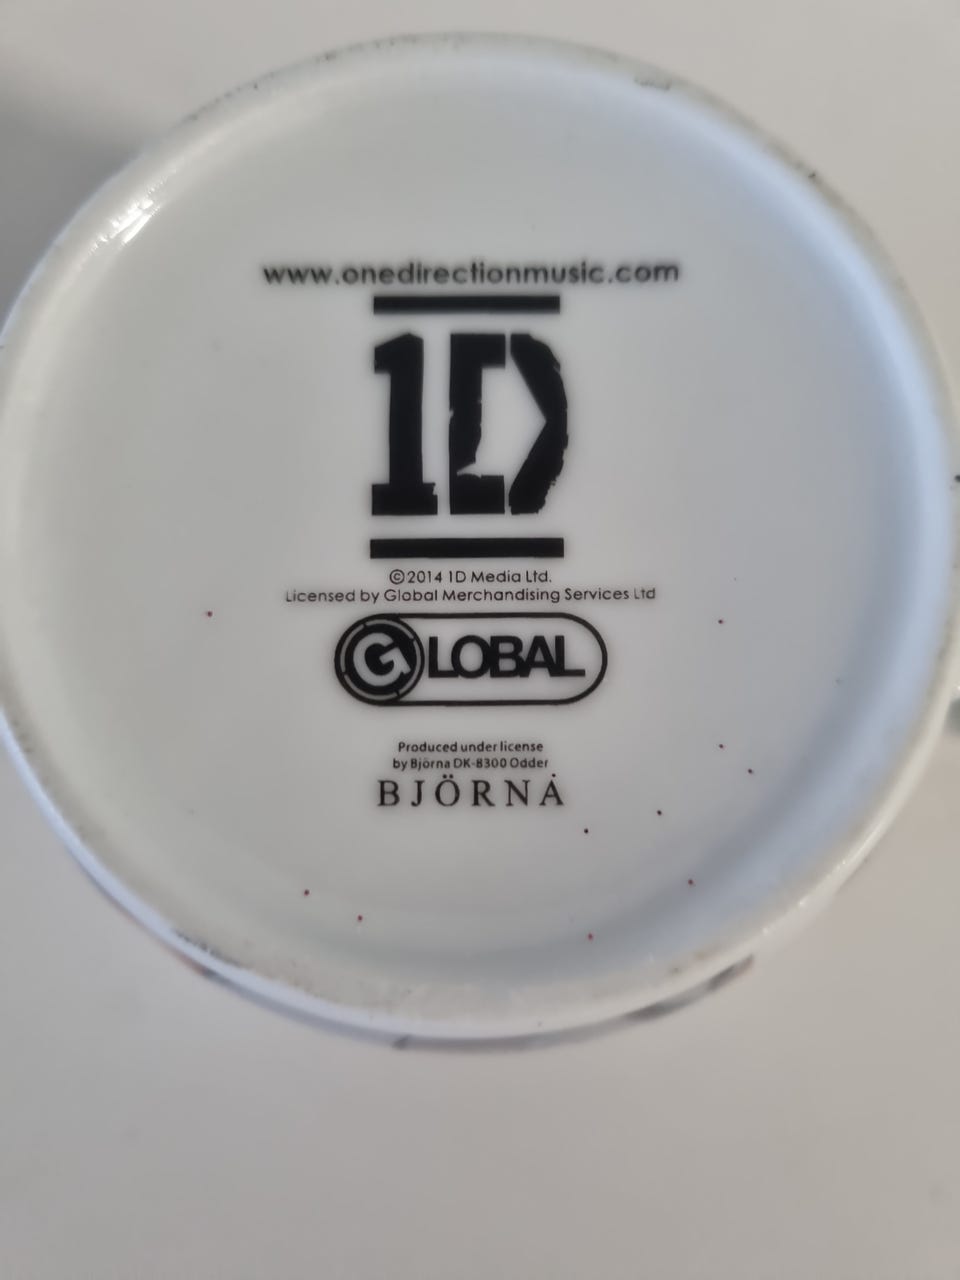 www.onedirectionmusic.com
1D
©2014 1D Media Ltd.
Licensed by Global Merchandising Services Ltd
GLOBAL
Produced under license
by Björna DK-8300 Odder
BJÖRNA